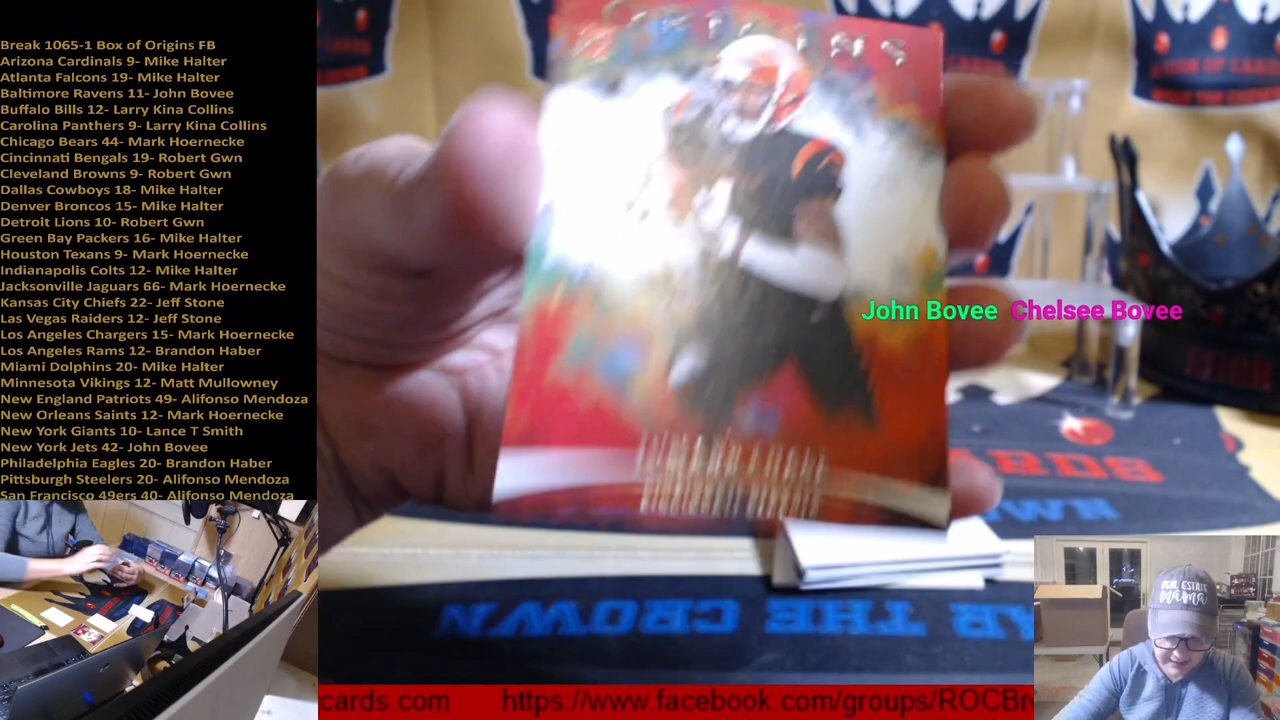 Break 1065-1 Box of Origins FB
Arizona Cardinals 9- Mike Halter
Atlanta Falcons 19- Mike Halter
Baltimore Ravens 11- John Bovee
Buffalo Bills 12- Larry Kina Collins
Carolina Panthers 9- Larry Kina Collins
Chicago Bears 44- Mark Hoernecke
Cincinnati Bengals 19- Robert Gwn
Cleveland Browns 9- Robert Gwn
Dallas Cowboys 18- Mike Halter
Denver Broncos 15- Mike Halter
Detroit Lions 10- Robert Gwn
Green Bay Packers 16- Mike Halter
Houston Texans 9- Mark Hoernecke
Indianapolis Colts 12- Mike Halter
Jacksonville Jaguars 66- Mark Hoernecke
Kansas City Chiefs 22- Jeff Stone
Las Vegas Raiders 12- Jeff Stone
Los Angeles Chargers 15- Mark Hoernecke
Los Angeles Rams 12- Brandon Haber
Miami Dolphins 20- Mike Halter
Minnesota Vikings 12- Matt Mullowney
New England Patriots 49- Alifonso Mendoza
New Orleans Saints 12- Mark Hoernecke
New York Giants 10- Lance T Smith
New York Jets 42- John Bovee
Philadelphia Eagles 20- Brandon Haber
Pittsburgh Steelers 20- Alifonso Mendoza
San Francisco 49ers 40- Alifonso Mendoza
John Bovee Chelsee Bovee
THE CROWN
REAL ESTATE
mama
cards.com https://www.facebook.com/groups/ROCBr